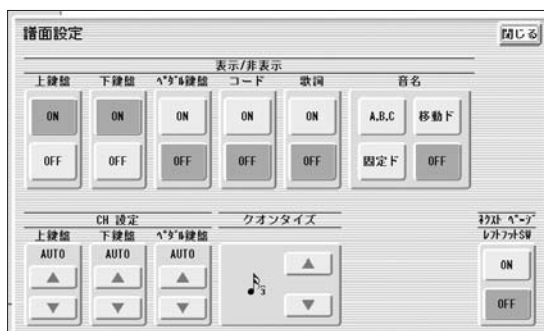 譜面設定 閉じる
表示/非表示
上鍵盤 下鍵盤 ペダル鍵盤 コード 歌詞 音名
ON ON ON ON ON A.B.C 移動ド
OFF OFF OFF OFF OFF 固定ド OFF
CH 設定 クオンタイズ ネクスト ページ
上鍵盤 下鍵盤 ペダル鍵盤 レフトフットSW
AUTO AUTO AUTO
3
ON
OFF